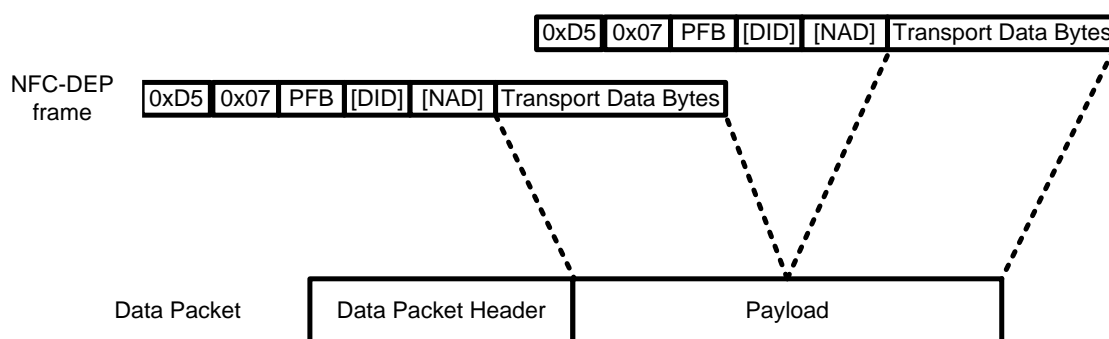 0xD5 0x07 PFB [DID] [NAD] Transport Data Bytes
NFC-DEP
frame
0xD5 0x07 PFB [DID] [NAD] Transport Data Bytes
Data Packet Data Packet Header Payload